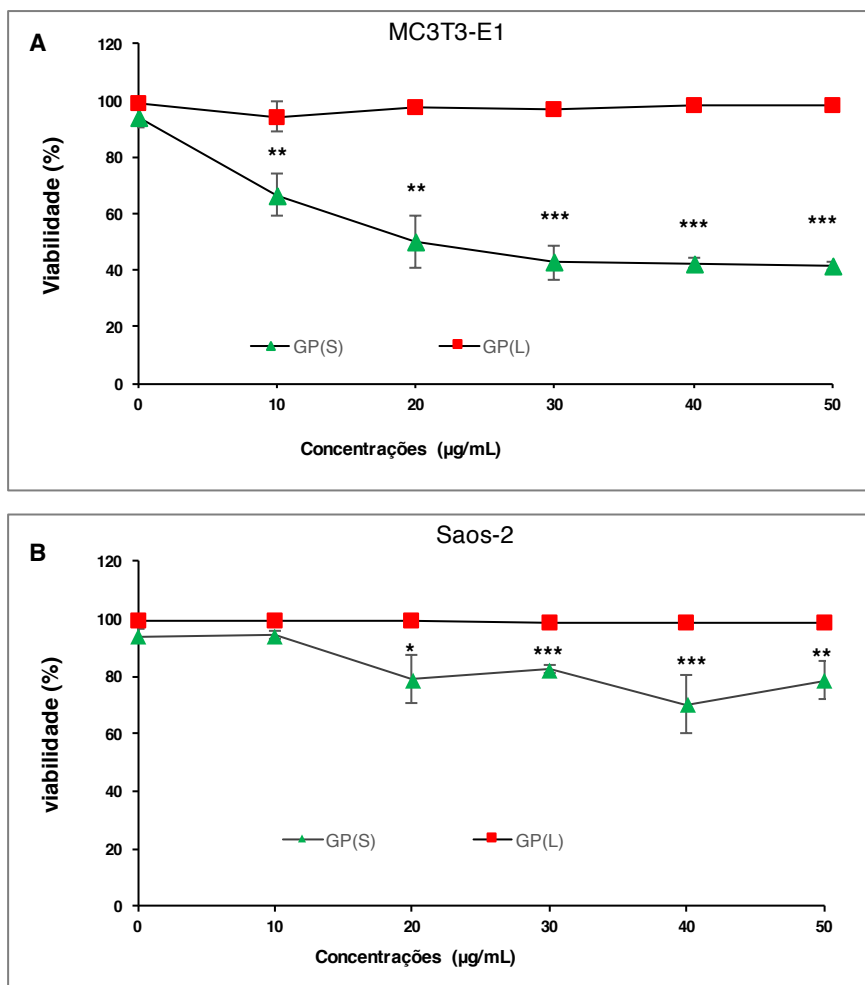 A
MC3T3-E1
120
100
80
60
40
20
0
Viabilidade (%)
**
**
***
***
***
GP(S)
GP(L)
0 10 20 30 40 50
Concentrações (µg/mL)
B
Saos-2
120
100
80
60
40
20
0
viabilidade (%)
*
***
***
**
GP(S)
GP(L)
0 10 20 30 40 50
Concentrações (µg/mL)